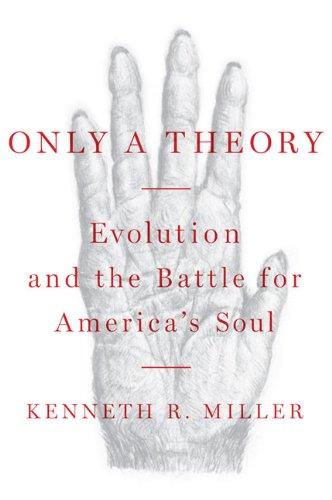 ONLY A THEORY
Evolution
and the Battle for
America's Soul
KENNETH R. MILLER